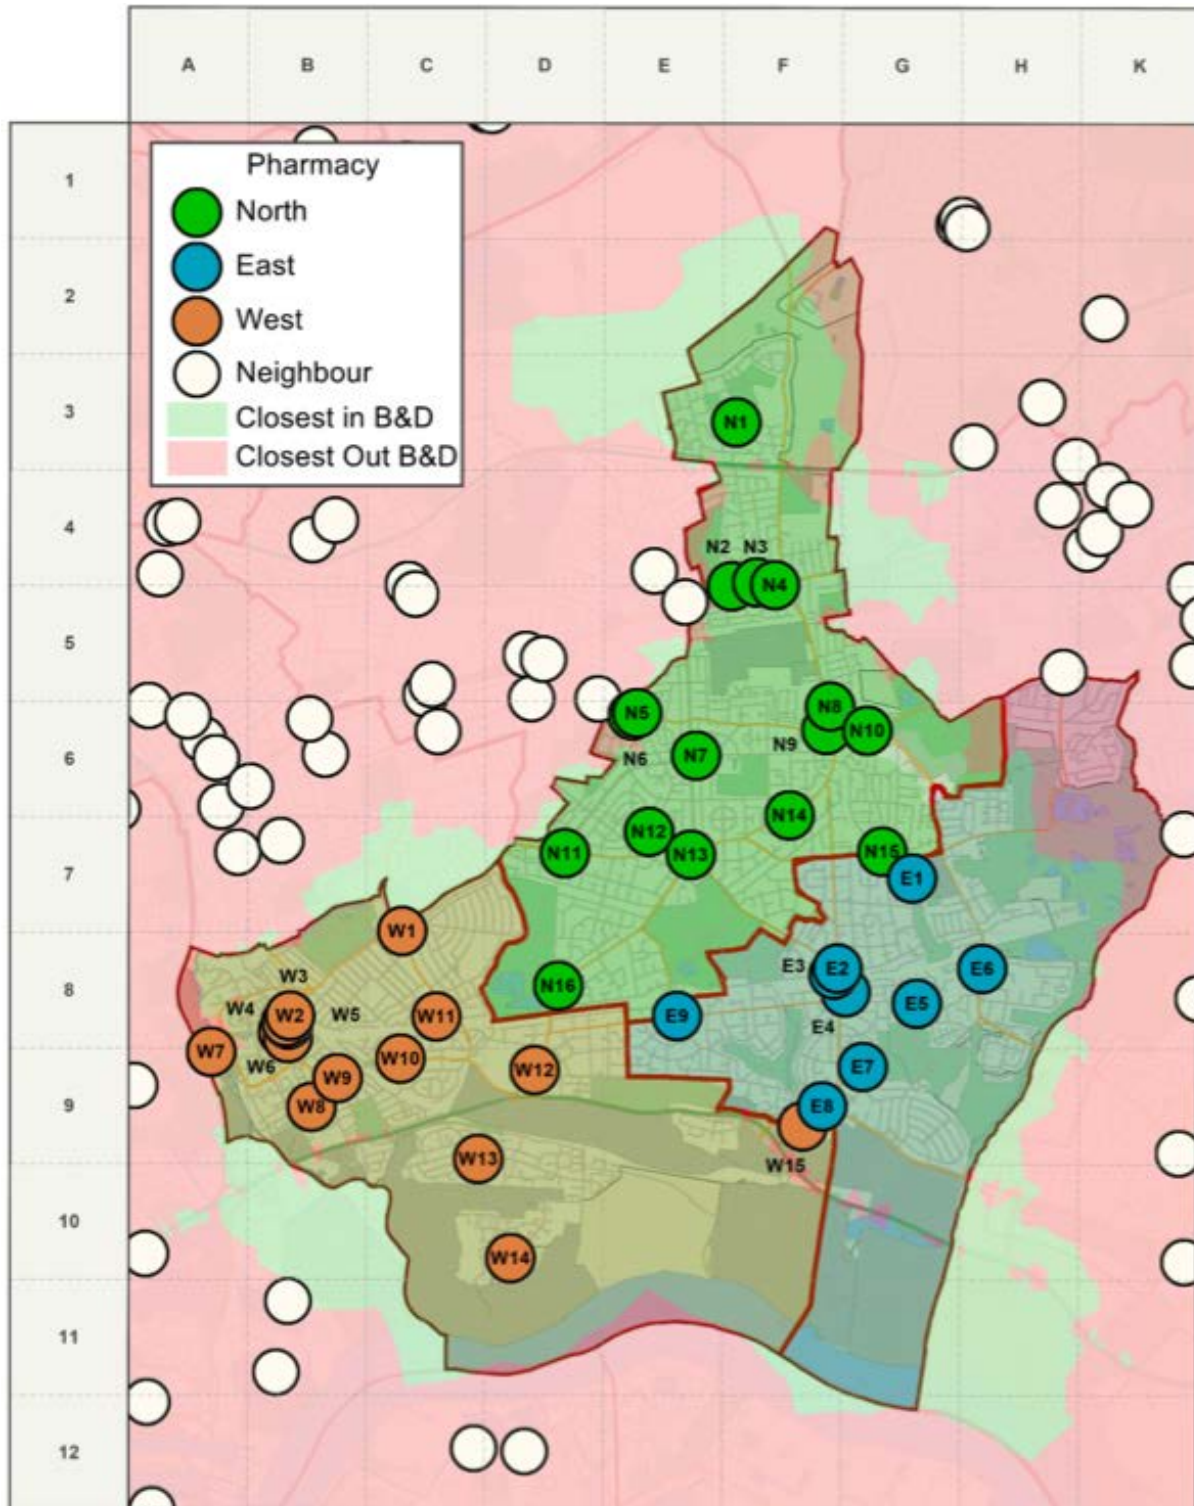 A B C D E F G H K
Pharmacy
North
East
West
Neighbour
Closest in B&D
Closest Out B&D
1
2
3
4
5
6
7
8
9
10
11
12
N1
N2 N3
N4
N5
N8
N10
N9
N6
N7
N14
N12
N11
N13
N15
E1
W1
E3
E2
E6
W3
N16
W4
W2
W5
W11
E9
E5
E4
W7
W6
W10
W12
E7
W9
W8
E8
W13
W15
W14